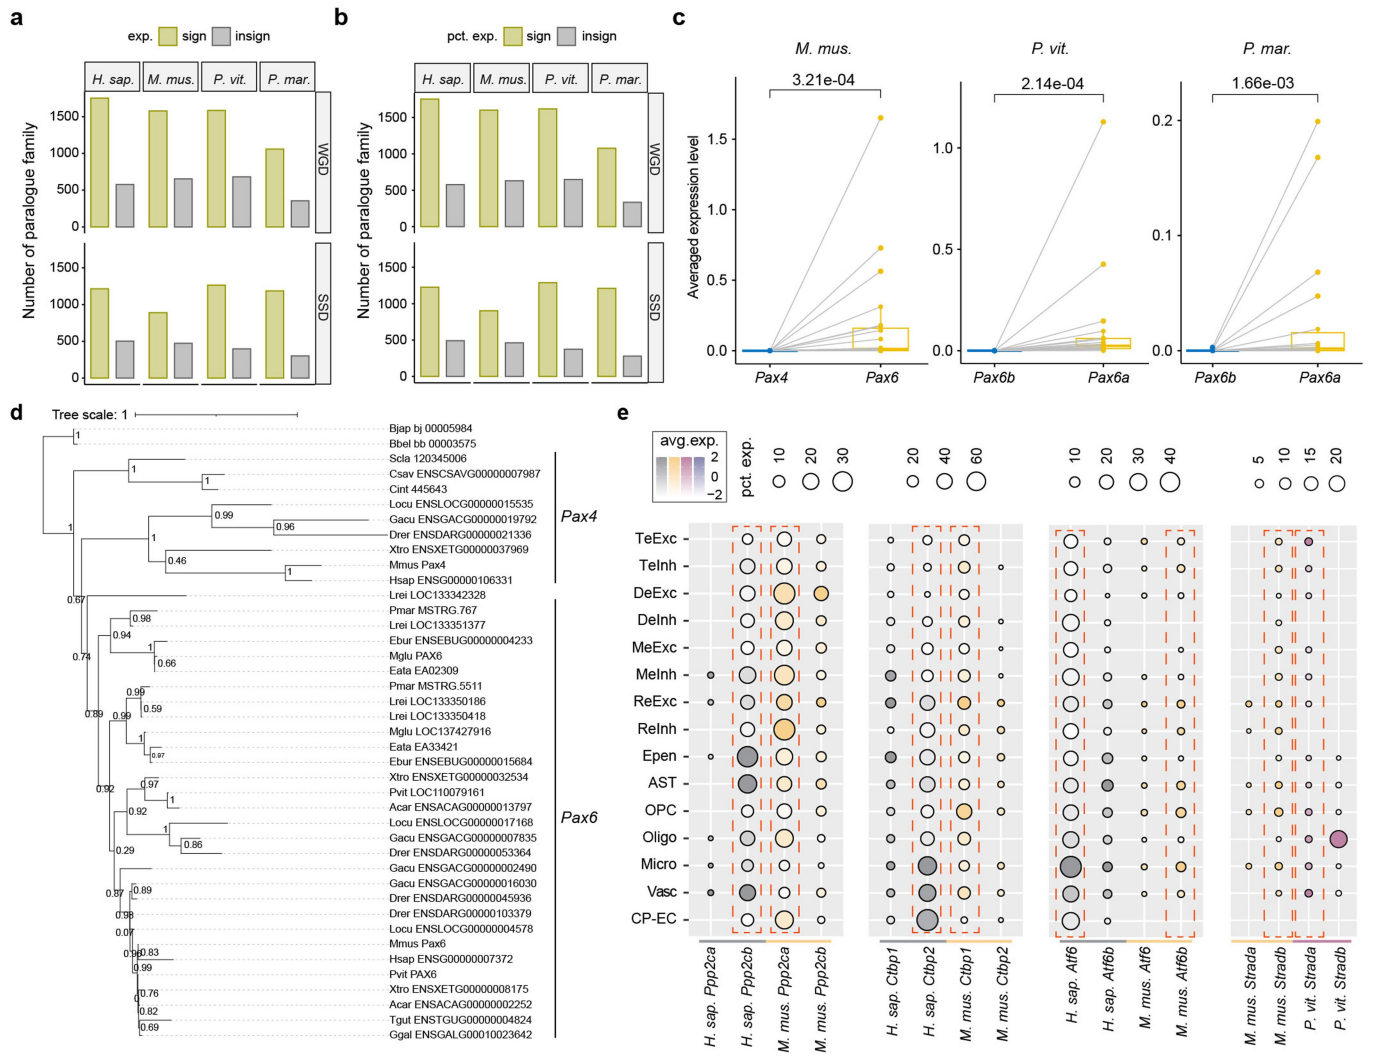 a
exp. sign insign
H. sap. M. mus. P. vit. P. mar.
Number of paralogue family
1500
1000
500
0
WGD
1500
1000
500
0
SSD
b
pct. exp. sign insign
H. sap. M. mus. P. vit. P. mar.
Number of paralogue family
1500
1000
500
0
WGD
1500
1000
500
0
SSD
c
Averaged expression level
M. mus.
3.21e-04
1.5
1.0
0.5
0.0
Pax4 Pax6
P. vit.
2.14e-04
1.0
0.5
0.0
Pax6b Pax6a
P. mar.
1.66e-03
0.2
0.1
0.0
Pax6b Pax6a
d
Tree scale: 1
Bjap bj 00005984
Bbel bb 00003575
Scla 120345006
Csav ENSCSAVG00000007987
Cint 445643
Locu ENSLOCG00000015535
Gacu ENSGACG00000019792
Drer ENSDARG00000021336
Xtro ENSXETG00000037969
Mmus Pax4
Hsap ENSG00000106331
Lrei LOC133342328
Pmar MSTRG.767
Lrei LOC133351377
Ebur ENSEBUG00000004233
Mglu PAX6
Eata EA02309
Pmar MSTRG.5511
Lrei LOC133350186
Lrei LOC133350418
Mglu LOC137427916
Eata EA33421
Ebur ENSEBUG00000015684
Xtro ENSXETG00000032534
Pvit LOC110079161
Acar ENSACAG00000013797
Locu ENSLOCG00000017168
Gacu ENSGACG00000007835
Drer ENSDARG00000053364
Gacu ENSGACG00000002490
Gacu ENSGACG00000016030
Drer ENSDARG00000045936
Drer ENSDARG00000103379
Locu ENSLOCG00000004578
Mmus Pax6
Hsap ENSG00000007372
Pvit PAX6
Xtro ENSXETG00000008175
Acar ENSACAG00000002252
Tgut ENSTGUG00000004824
Ggal ENSGALG00010023642
Pax4
Pax6
1
1
1
1
0.99
0.96
1
0.46
1
0.67
0.98
0.94
0.74
1
0.66
0.99
0.59
0.89
0.99
0.97
0.97
0.92
1
0.92
1
0.86
0.29
0.87
0.89
0.98
0.07
0.83
0.99
0.76
0.82
0.69
e
avg.exp.
2
0
−2
pct. exp.
10 20 30
20 40 60
10 20 30 40
5 10 15 20
TeExc
TeInh
DeExc
DeInh
MeExc
MeInh
ReExc
ReInh
Epen
AST
OPC
Oligo
Micro
Vasc
CP-EC
H. sap. Ppp2ca
H. sap. Ppp2cb
M. mus. Ppp2ca
M. mus. Ppp2cb
H. sap. Ctbp1
H. sap. Ctbp2
M. mus. Ctbp1
M. mus. Ctbp2
H. sap. Atf6
H. sap. Atf6b
M. mus. Atf6
M. mus. Atf6b
M. mus. Strada
M. mus. Stradb
P. vit. Strada
P. vit. Stradb